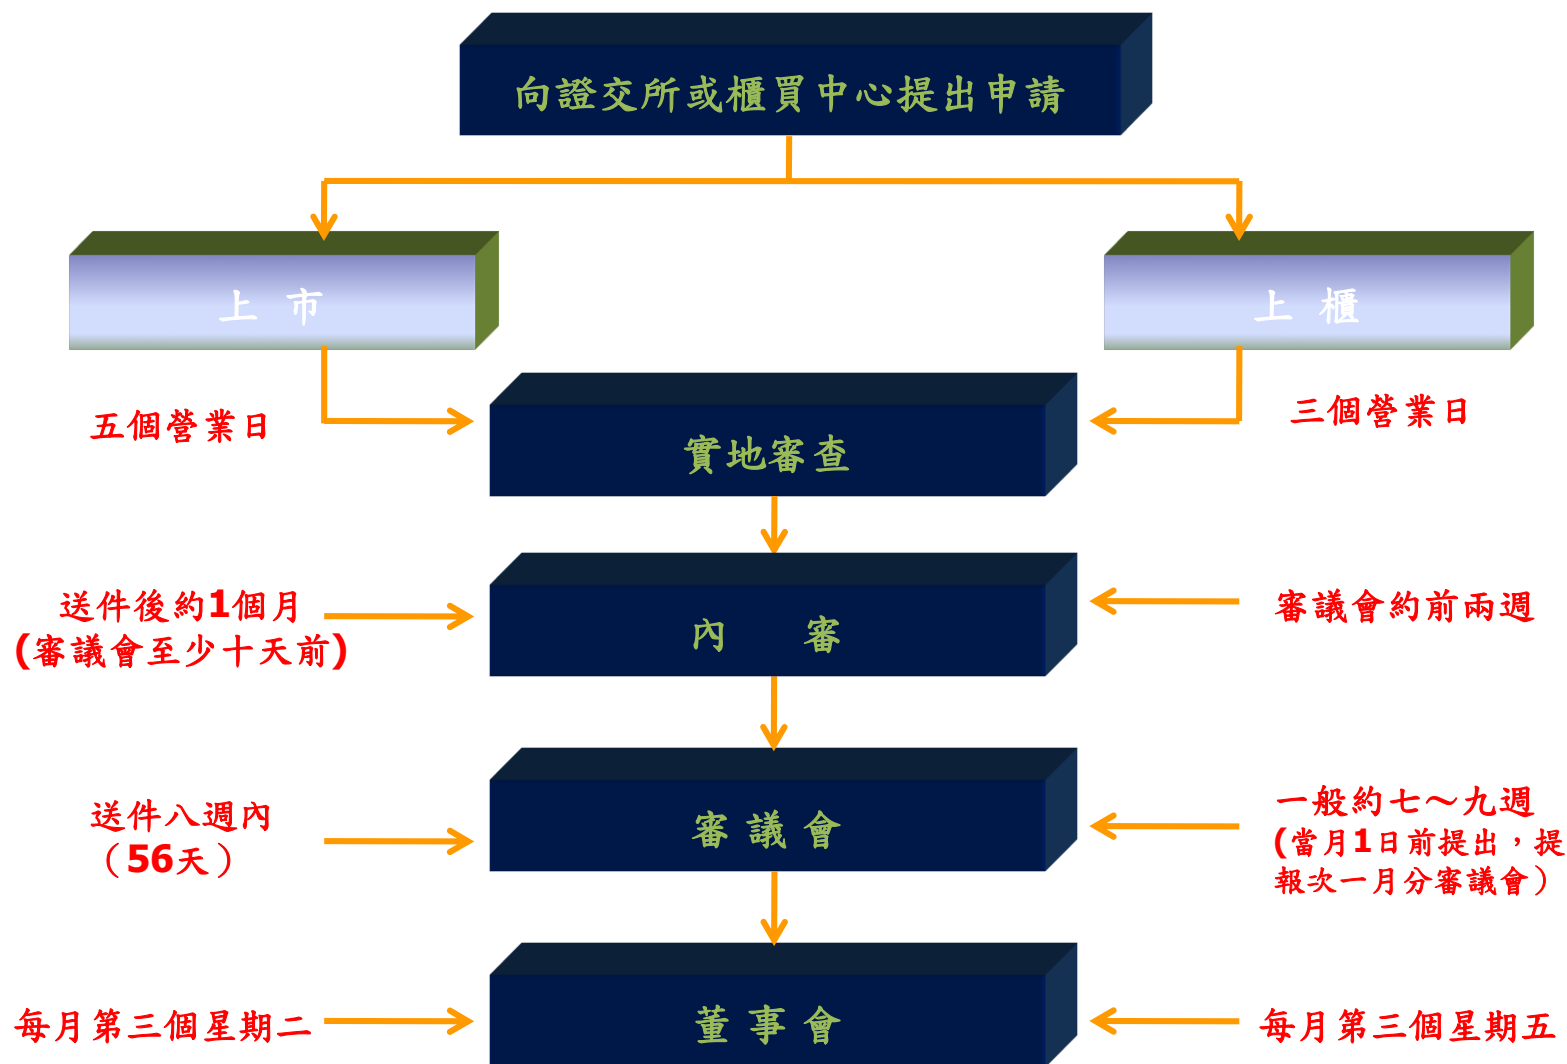 向證交所或櫃買中心提出申請
上 市
上 櫃
五個營業日
三個營業日
實地審查
送件後約1個月
(審議會至少十天前)
內 審
審議會約前兩週
送件八週內
（56天）
審 議 會
一般約七～九週
(當月1日前提出，提
報次一月分審議會）
每月第三個星期二
董 事 會
每月第三個星期五